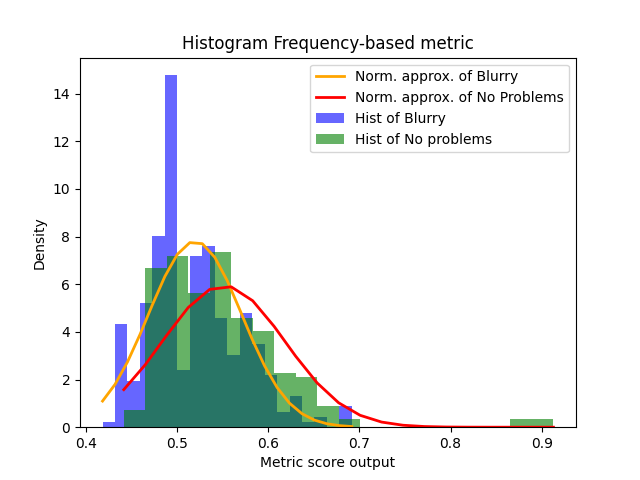 Histogram Frequency-based metric
Norm. approx. of Blurry
Norm. approx. of No Problems
Hist of Blurry
Hist of No problems
14
12
10
8
6
4
2
0
Density
0.4 0.5 0.6 0.7 0.8 0.9
Metric score output